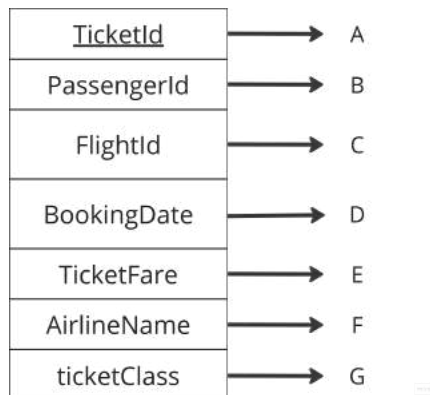 TicketId A
PassengerId B
FlightId C
BookingDate D
TicketFare E
AirlineName F
ticketClass G